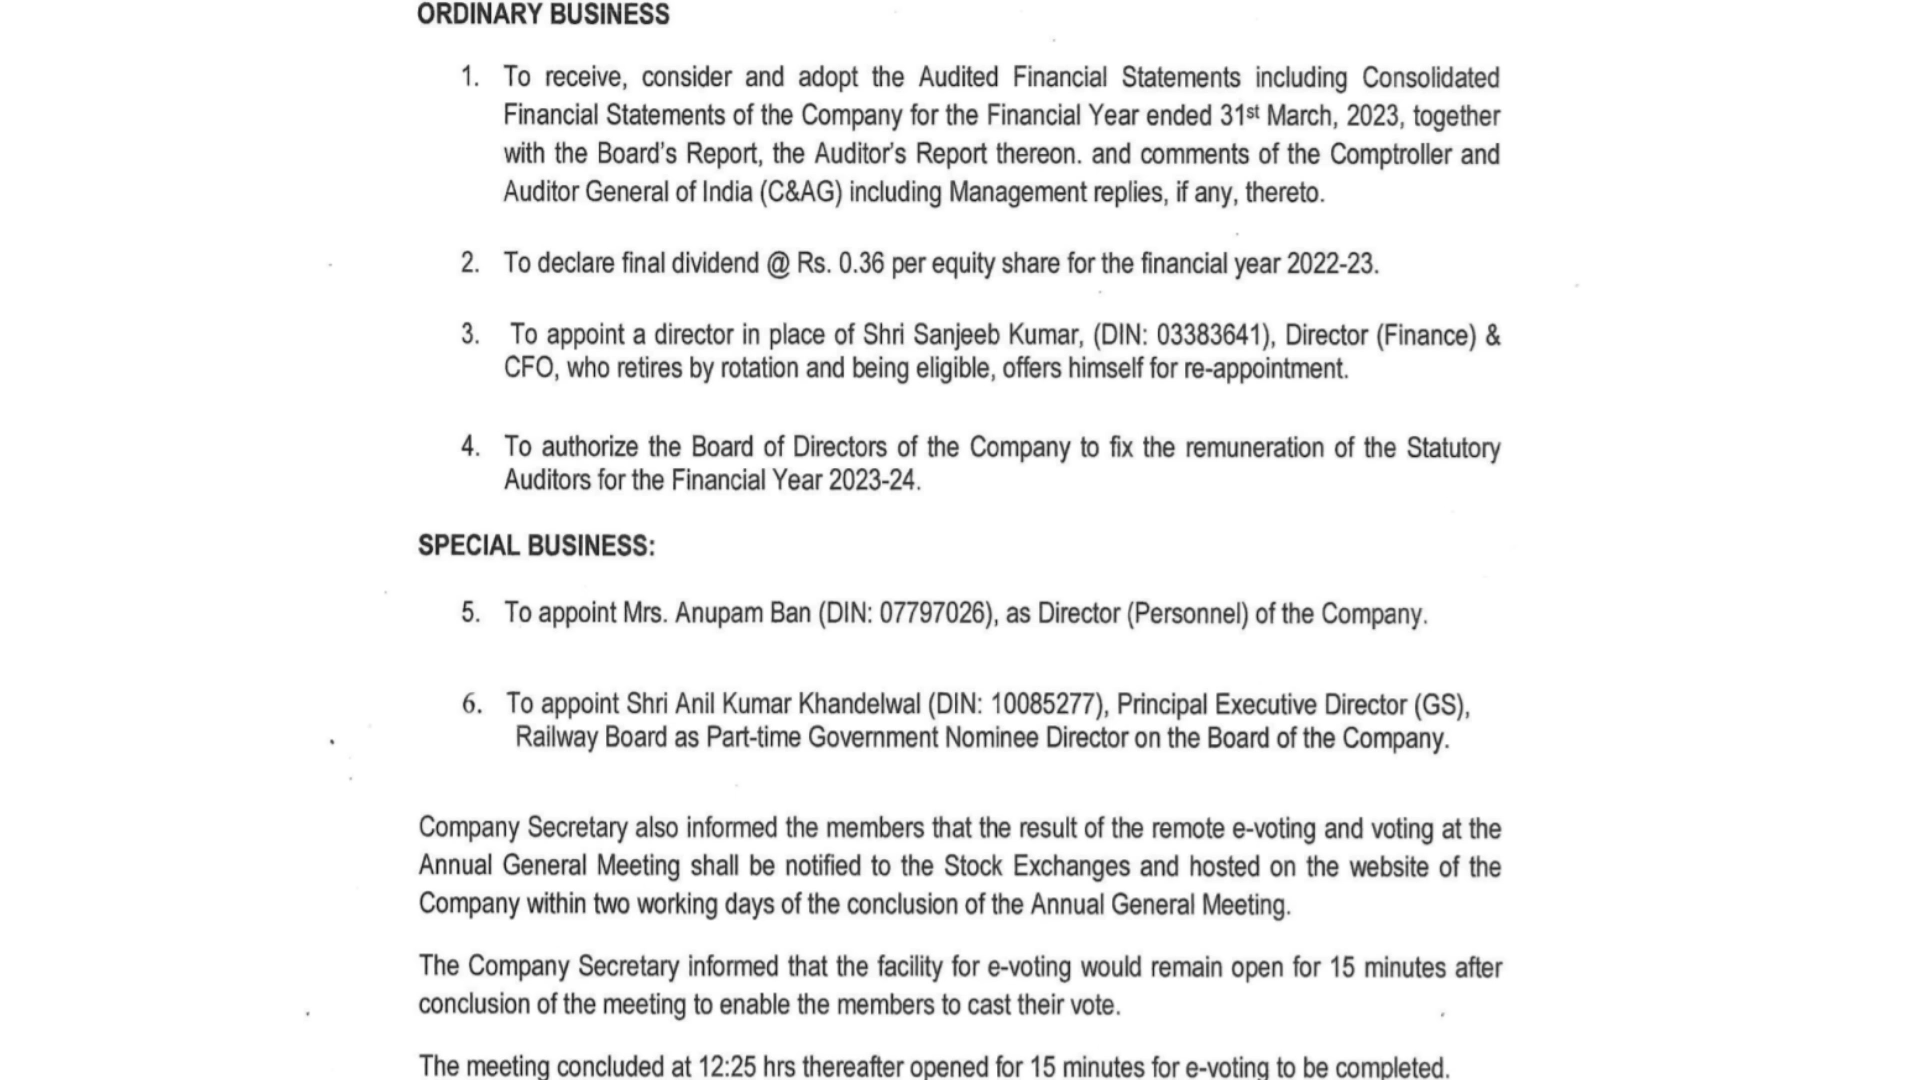 ORDINARY BUSINESS
1. To receive, consider and adopt the Audited Financial Statements including Consolidated
Financial Statements of the Company for the Financial Year ended 31st March, 2023, together
with the Board's Report, the Auditor's Report thereon. and comments of the Comptroller and
Auditor General of India (C&AG) including Management replies, if any, thereto.
2. To declare final dividend @ Rs. 0.36 per equity share for the financial year 2022-23.
3. To appoint a director in place of Shri Sanjeeb Kumar, (DIN: 03383641), Director (Finance) &
CFO, who retires by rotation and being eligible, offers himself for re-appointment.
4. To authorize the Board of Directors of the Company to fix the remuneration of the Statutory
Auditors for the Financial Year 2023-24.
SPECIAL BUSINESS:
5. To appoint Mrs. Anupam Ban (DIN: 07797026), as Director (Personnel) of the Company.
6. To appoint Shri Anil Kumar Khandelwal (DIN: 10085277), Principal Executive Director (GS),
Railway Board as Part-time Government Nominee Director on the Board of the Company.
Company Secretary also informed the members that the result of the remote e-voting and voting at the
Annual General Meeting shall be notified to the Stock Exchanges and hosted on the website of the
Company within two working days of the conclusion of the Annual General Meeting.
The Company Secretary informed that the facility for e-voting would remain open for 15 minutes after
conclusion of the meeting to enable the members to cast their vote.
The meeting concluded at 12:25 hrs thereafter opened for 15 minutes for e-voting to be completed.